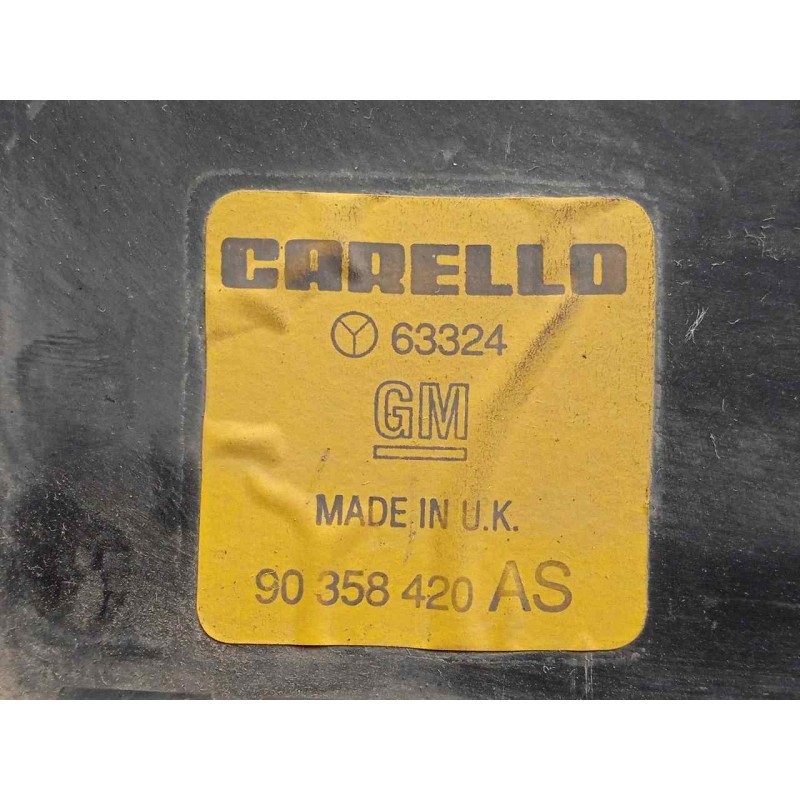 CARELLO
63324
GM
MADE IN U.K.
90 358 420 AS